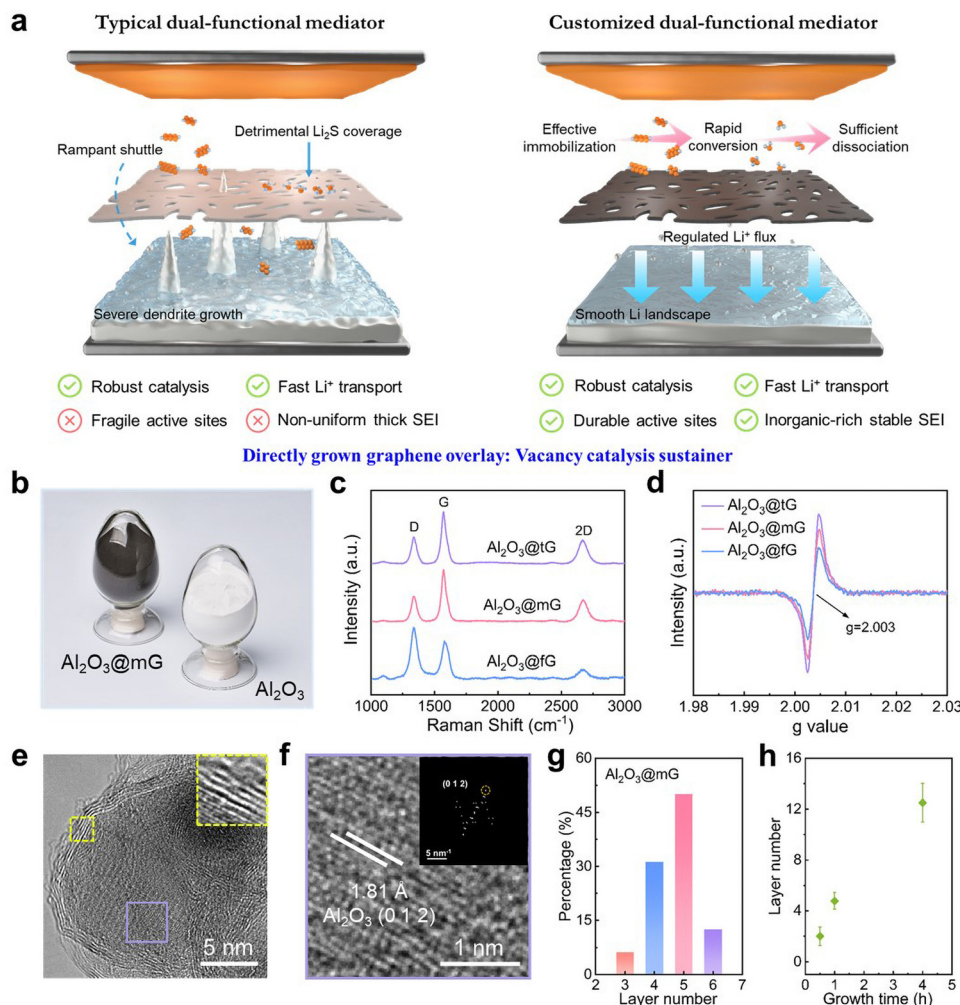 a
Typical dual-functional mediator
Customized dual-functional mediator
Detrimental Li₂S coverage
Rampant shuttle
Severe dendrite growth
Effective
immobilization
Rapid
conversion
Sufficient
dissociation
Regulated Li⁺ flux
Smooth Li landscape
Robust catalysis
Fast Li⁺ transport
Fragile active sites
Non-uniform thick SEI
Robust catalysis
Fast Li⁺ transport
Durable active sites
Inorganic-rich stable SEI
Directly grown graphene overlay: Vacancy catalysis sustainer
b
Al₂O₃@mG
Al₂O₃
c
D
G
2D
Al₂O₃@tG
Al₂O₃@mG
Al₂O₃@fG
Intensity (a.u.)
1000 1500 2000 2500 3000
Raman Shift (cm⁻¹)
d
Al₂O₃@tG
Al₂O₃@mG
Al₂O₃@fG
g=2.003
Intensity (a.u.)
1.98 1.99 2.00 2.01 2.02 2.03
g value
e
5 nm
f
(0 1 2)
5 nm⁻¹
1.81 Å
Al₂O₃ (0 1 2)
1 nm
g
Al₂O₃@mG
Percentage (%)
60
45
30
15
0
2 3 4 5 6 7
Layer number
h
Layer number
12
8
4
0
0 1 2 3 4 5
Growth time (h)